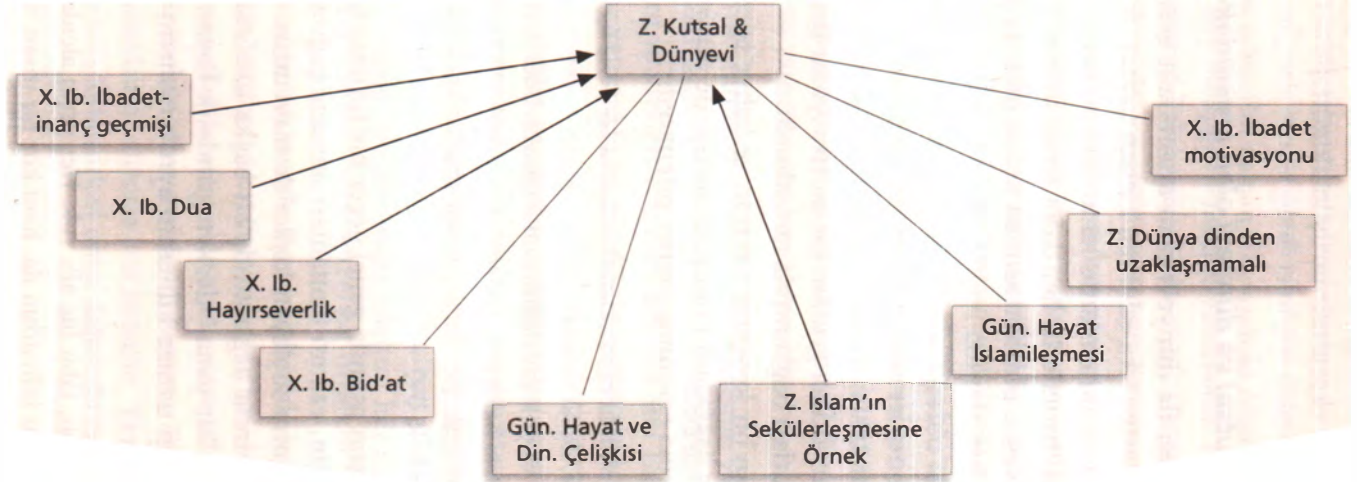 Z. Kutsal &
Dünyevi
X. Ib. İbadet-
inanç geçmişi
X. Ib. Dua
X. Ib.
Hayırseverlik
X. Ib. Bid'at
Gün. Hayat ve
Din. Çelişkisi
Z. İslam'ın
Sekülerleşmesine
Örnek
Gün. Hayat
İslamileşmesi
Z. Dünya dinden
uzaklaşmamalı
X. Ib. İbadet
motivasyonu